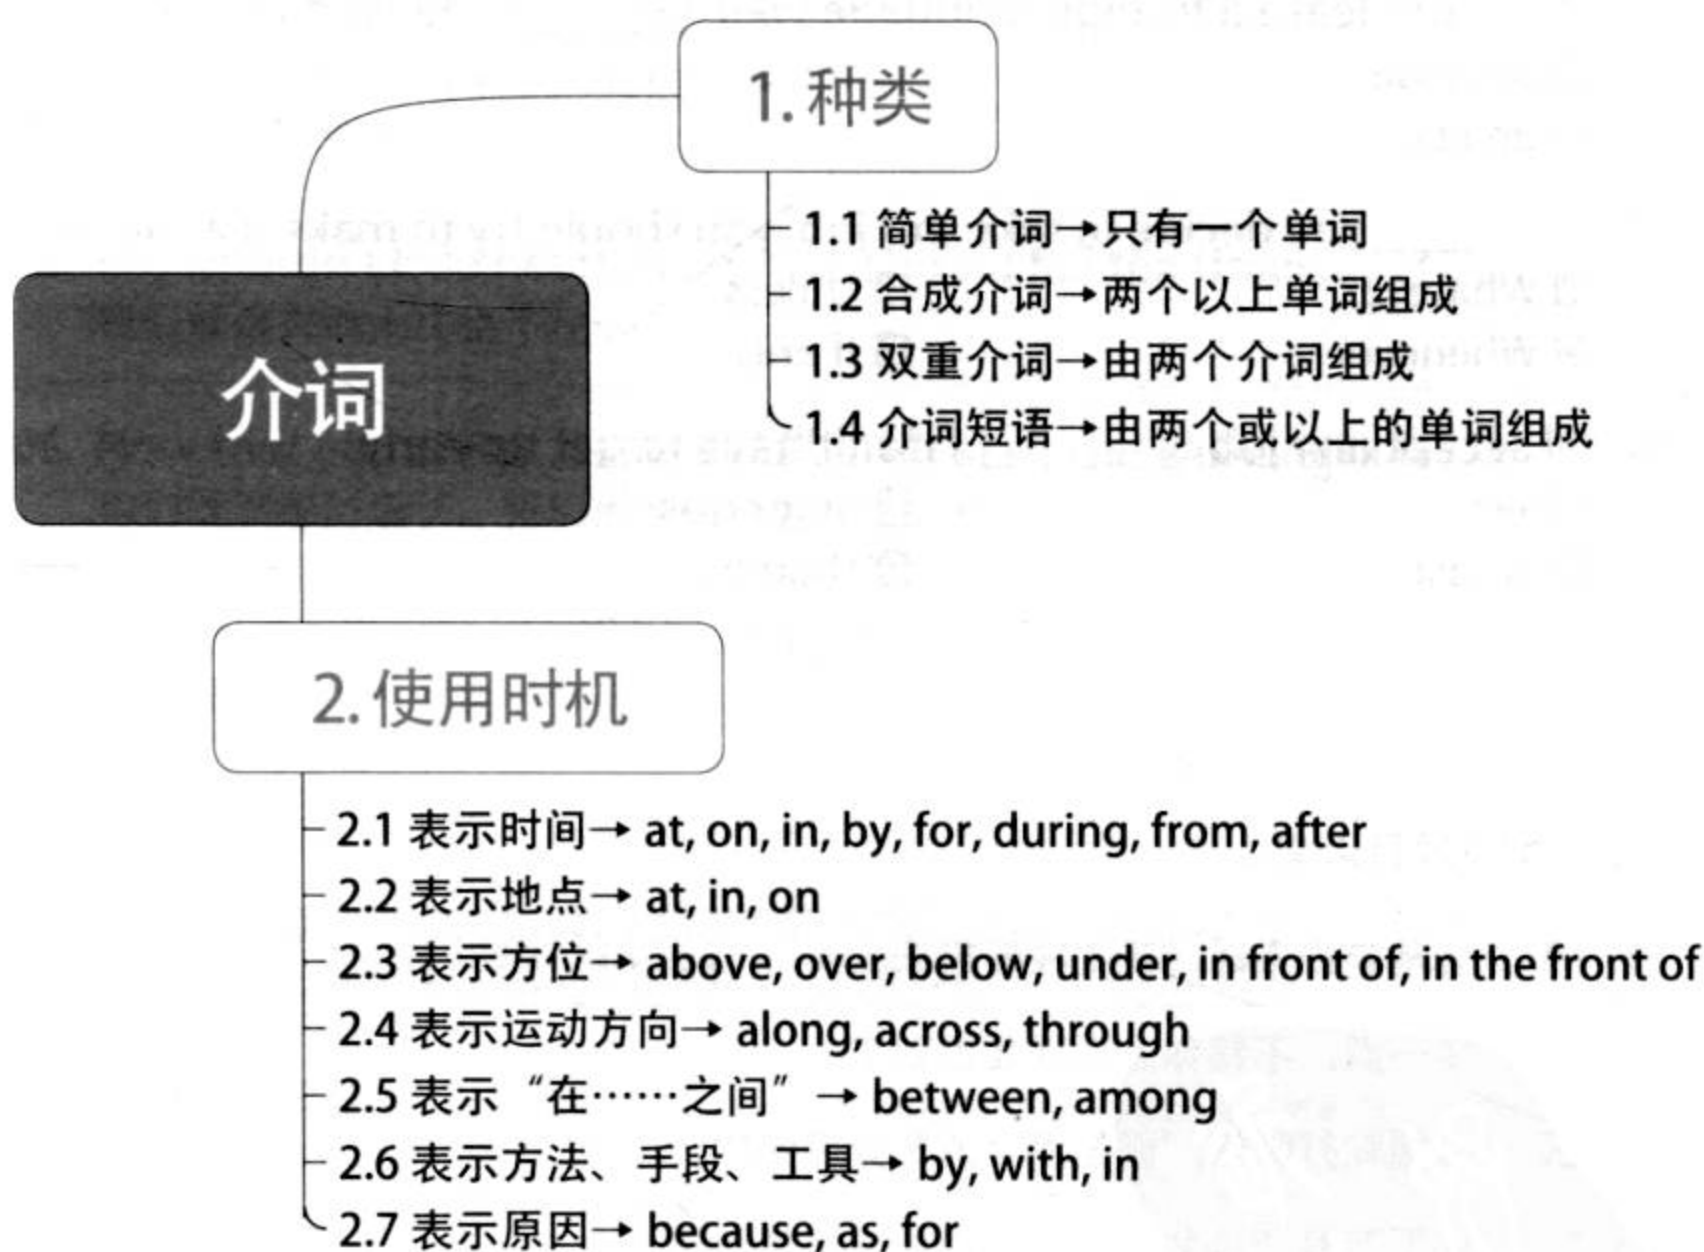 1. 种类
1.1 简单介词→只有一个单词
1.2 合成介词→两个以上单词组成
1.3 双重介词→由两个介词组成
1.4 介词短语→由两个或以上的单词组成
介词
2. 使用时机
2.1 表示时间→ at, on, in, by, for, during, from, after
2.2 表示地点→ at, in, on
2.3 表示方位→ above, over, below, under, in front of, in the front of
2.4 表示运动方向→ along, across, through
2.5 表示“在……之间”→ between, among
2.6 表示方法、手段、工具→ by, with, in
2.7 表示原因→ because, as, for